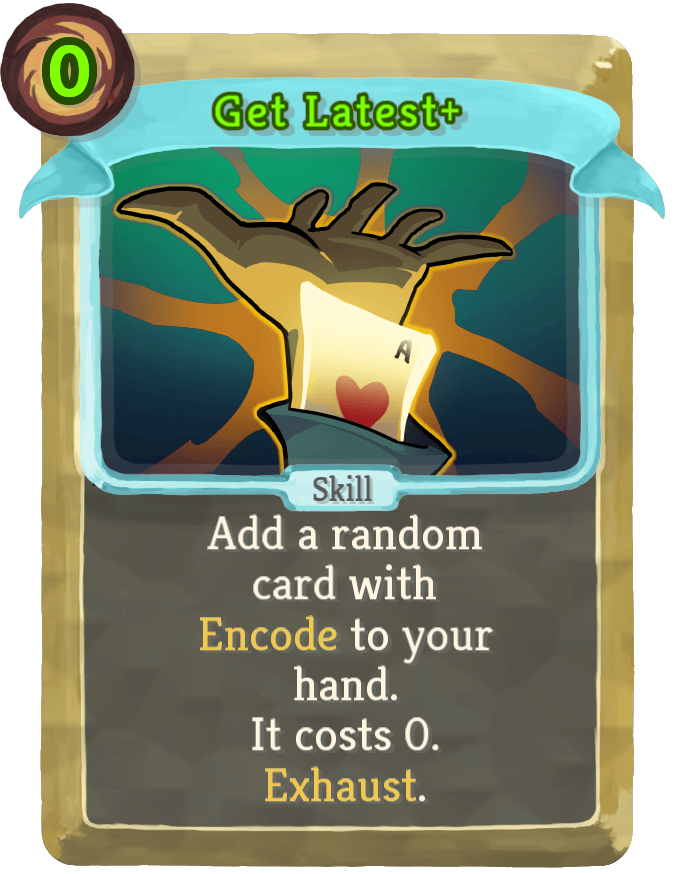 0
Get Latest+
A
Skill
Add a random
card with
Encode to your
hand.
It costs 0.
Exhaust.